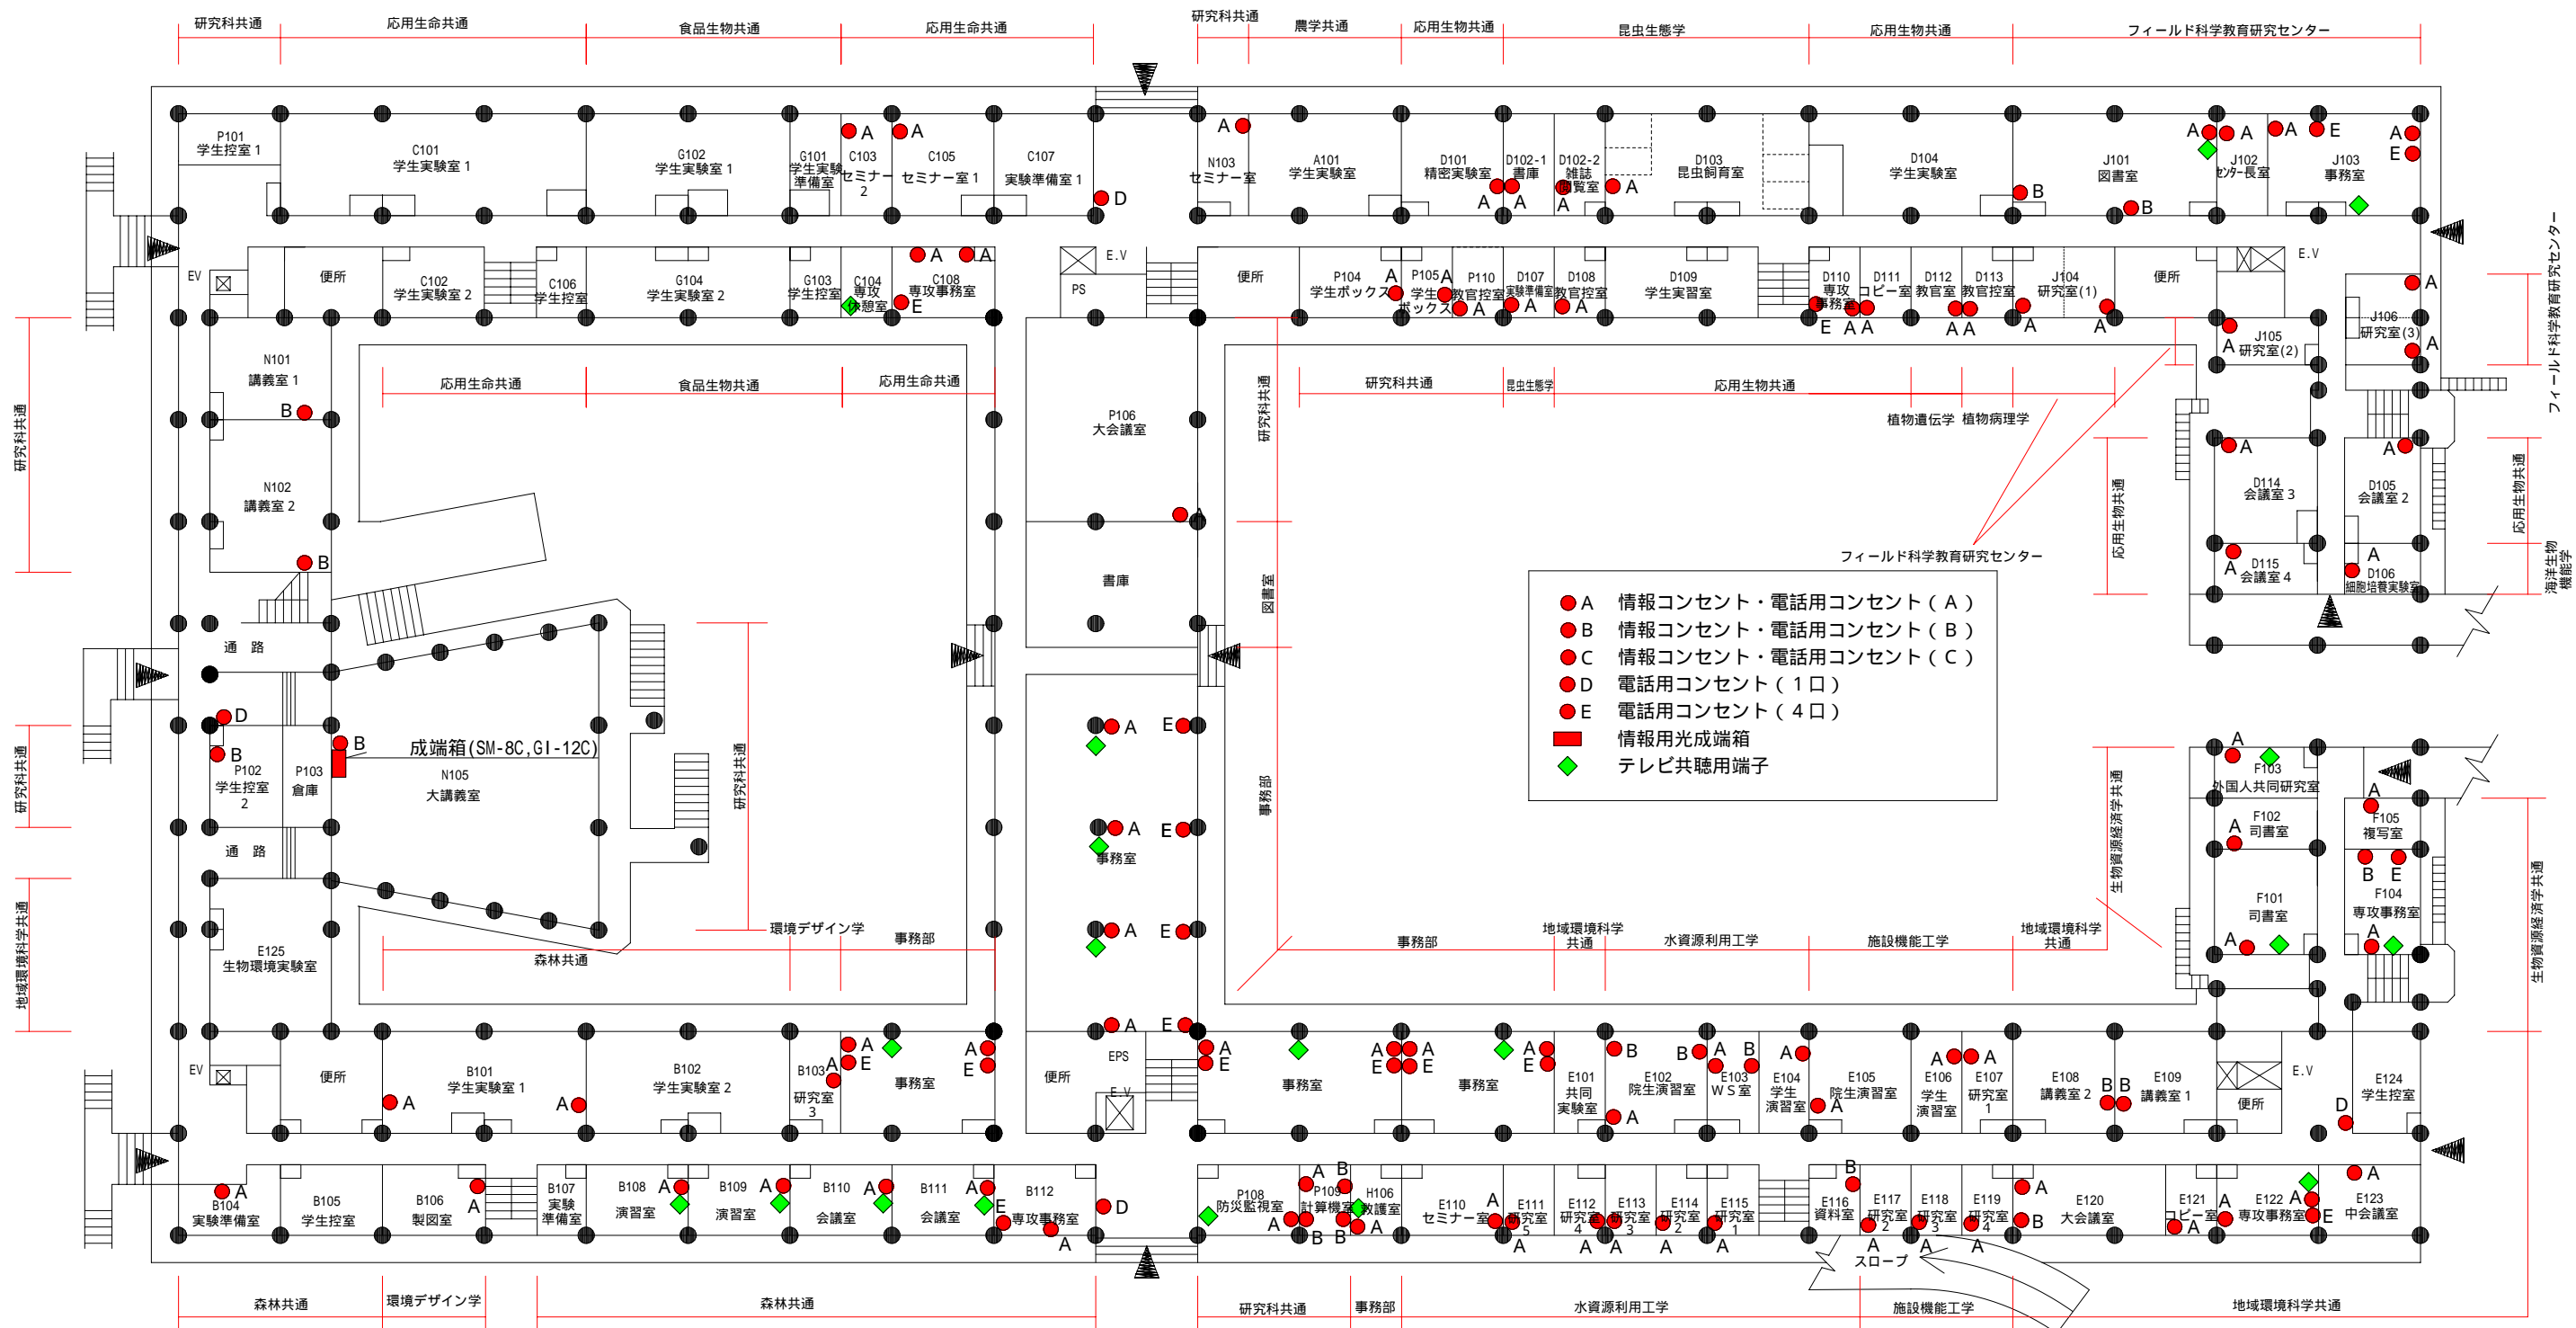 研究科共通
応用生命共通
食品生物共通
応用生命共通
研究科共通
農学共通
応用生物共通
昆虫生態学
応用生物共通
フィールド科学教育研究センター
P101
学生控室 1
C101
学生実験室 1
G102
学生実験室 1
G101
学生実験
準備室
C103
セミナー
2
A
C105
セミナー室 1
A
C107
実験準備室 1
D
N103
セミナー室
A
A101
学生実験室
D101
精密実験室
A
D102-1
書庫
A
D102-2
雑誌
閲覧室
A
D103
昆虫飼育室
A
D104
学生実験室
B
J101
図書室
B
A
J102
センター長室
A
A
E
J103
事務室
A
E
EV
便所
C102
学生実験室 2
C106
学生控室
G104
学生実験室 2
G103
学生控室
C104
専攻
休憩室
C108
専攻事務室
A
A
E
E.V
PS
便所
P104
学生ボックス
A
P105
学生
ボックス
A
P110
教官控室
A
D107
実験準備室
A
D108
教官控室
A
D109
学生実習室
D110
専攻
事務室
E
A
D111
コピー室
A
D112
教官室
A
D113
教官控室
A
J104
研究室(1)
A
A
便所
E.V
J105
研究室(2)
A
J106
研究室(3)
A
A
フィールド科学教育研究センター
N101
講義室 1
B
N102
講義室 2
B
研究科共通
応用生命共通
食品生物共通
応用生命共通
P106
大会議室
A
書庫
研究科共通
図書室
事務部
研究科共通
昆虫生態学
応用生物共通
植物遺伝学
植物病理学
フィールド科学教育研究センター
応用生物共通
A
D114
会議室 3
A
D105
会議室 2
A
D115
会議室 4
A
D106
細胞培養実験室
応用生物共通
海洋生物
機能学
A 情報コンセント・電話用コンセント ( A )
B 情報コンセント・電話用コンセント ( B )
C 情報コンセント・電話用コンセント ( C )
D 電話用コンセント ( 1口 )
E 電話用コンセント ( 4口 )
情報用光成端箱
テレビ共聴用端子
通 路
D
B
P102
学生控室
2
P103
倉庫
B
成端箱(SM-8C,GI-12C)
N105
大講義室
研究科共通
研究科共通
通 路
E125
生物環境実験室
地域環境科学共通
環境デザイン学
事務部
森林共通
A
E
A
E
事務室
A
E
A
E
事務部
地域環境科学
共通
水資源利用工学
施設機能工学
地域環境科学
共通
生物資源経済学共通
A
F103
外国人共同研究室
F102
司書室
A
F101
司書室
A
A
F105
複写室
B
E
F104
専攻事務室
A
生物資源経済学共通
EV
便所
B101
学生実験室 1
A
A
B102
学生実験室 2
B103
研究室
3
A
A
E
事務室
A
E
便所
EPS
E.V
A
E
事務室
A
E
A
E
事務室
A
E
E101
共同
実験室
B
A
E102
院生演習室
B
A
E103
WS室
B
E104
学生
演習室
A
E105
院生演習室
A
E106
学生
演習室
A
E107
研究室
1
A
E108
講義室 2
B
E109
講義室 1
B
便所
E.V
E124
学生控室
D
A
B104
実験準備室
B105
学生控室
B106
製図室
A
B107
実験
準備室
B108
演習室
A
B109
演習室
A
B110
会議室
A
B111
会議室
A
E
B112
専攻事務室
A
D
P108
防災監視室
A
A
B
P109
計算機室
B
B
H106
教護室
A
E110
セミナー室
A
E111
研究室
5
A
E112
研究室
4
A
E113
研究室
3
A
E114
研究室
2
A
E115
研究室
1
A
E116
資料室
B
E117
研究室
2
A
E118
研究室
3
A
E119
研究室
4
A
A
B
E120
大会議室
E121
コピー室
A
A
E122
専攻事務室
A
E
A
E123
中会議室
スロープ
森林共通
環境デザイン学
森林共通
研究科共通
事務部
水資源利用工学
施設機能工学
地域環境科学共通